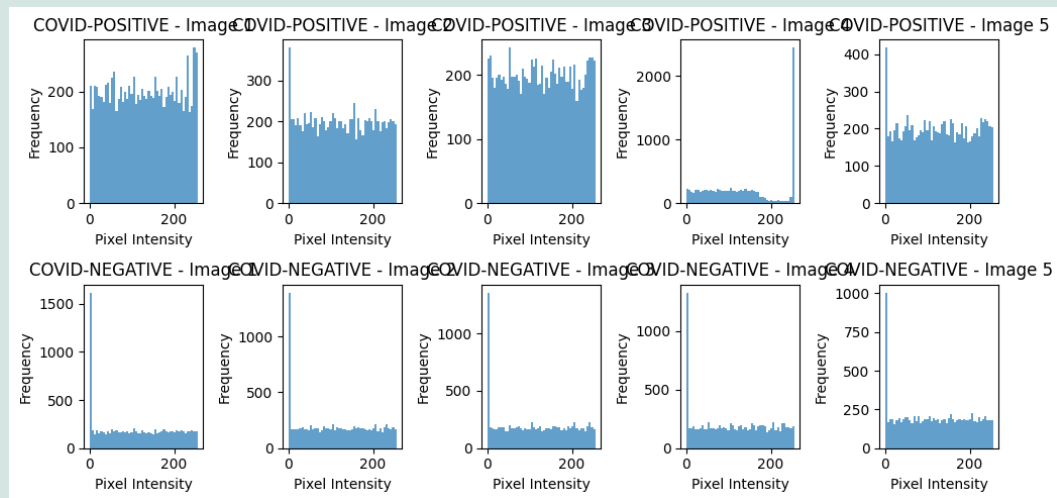 COVID-POSITIVE - Image 1
COVID-POSITIVE - Image 2
COVID-POSITIVE - Image 3
COVID-POSITIVE - Image 4
COVID-POSITIVE - Image 5
Frequency
200
100
0
0
200
Pixel Intensity
Frequency
300
200
100
0
0
200
Pixel Intensity
Frequency
200
100
0
0
200
Pixel Intensity
Frequency
2000
1000
0
0
200
Pixel Intensity
Frequency
400
300
200
100
0
0
200
Pixel Intensity
COVID-NEGATIVE - Image 1
COVID-NEGATIVE - Image 2
COVID-NEGATIVE - Image 3
COVID-NEGATIVE - Image 4
COVID-NEGATIVE - Image 5
Frequency
1500
1000
500
0
0
200
Pixel Intensity
Frequency
1000
500
0
0
200
Pixel Intensity
Frequency
1000
500
0
0
200
Pixel Intensity
Frequency
1000
500
0
0
200
Pixel Intensity
Frequency
1000
750
500
250
0
0
200
Pixel Intensity